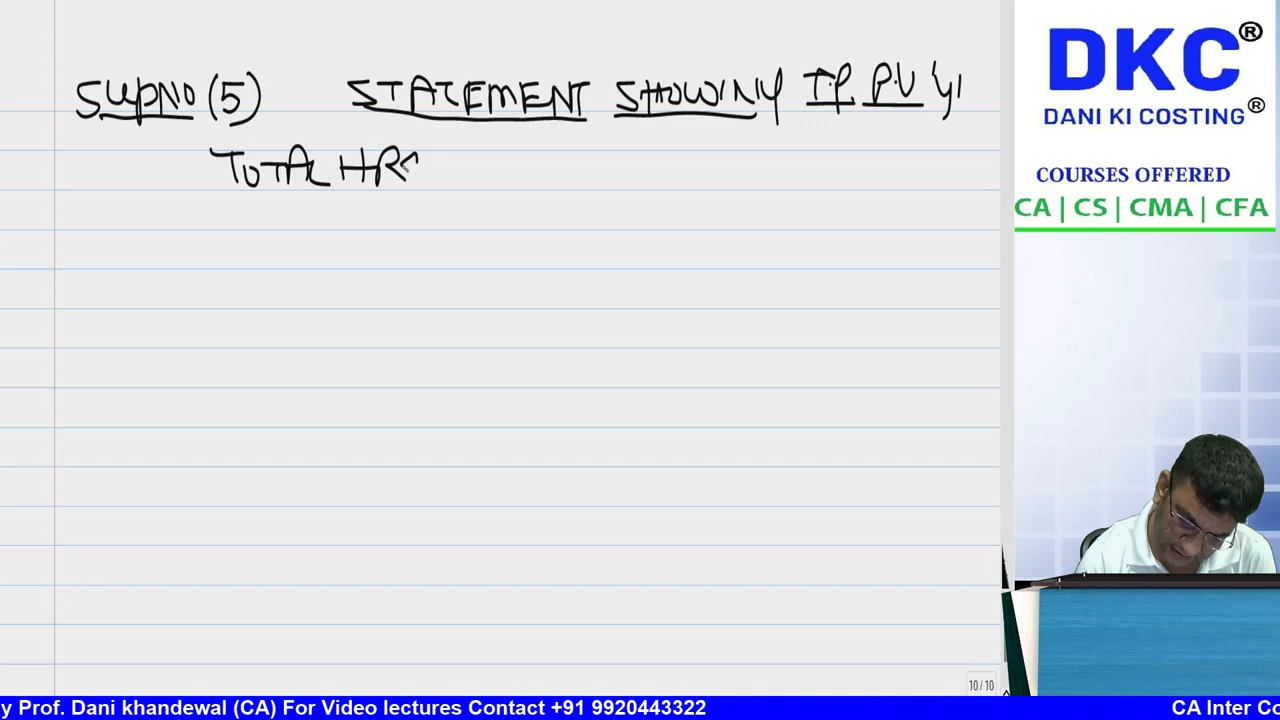 STATEMENT SHOWING T.P. P.V
(5)
TOTAL HRS
DKC®
DANI KI COSTING®
COURSES OFFERED
CA | CS | CMA | CFA
10/10
y Prof. Dani khandewal (CA) For Video lectures Contact +91 9920443322
CA Inter Co